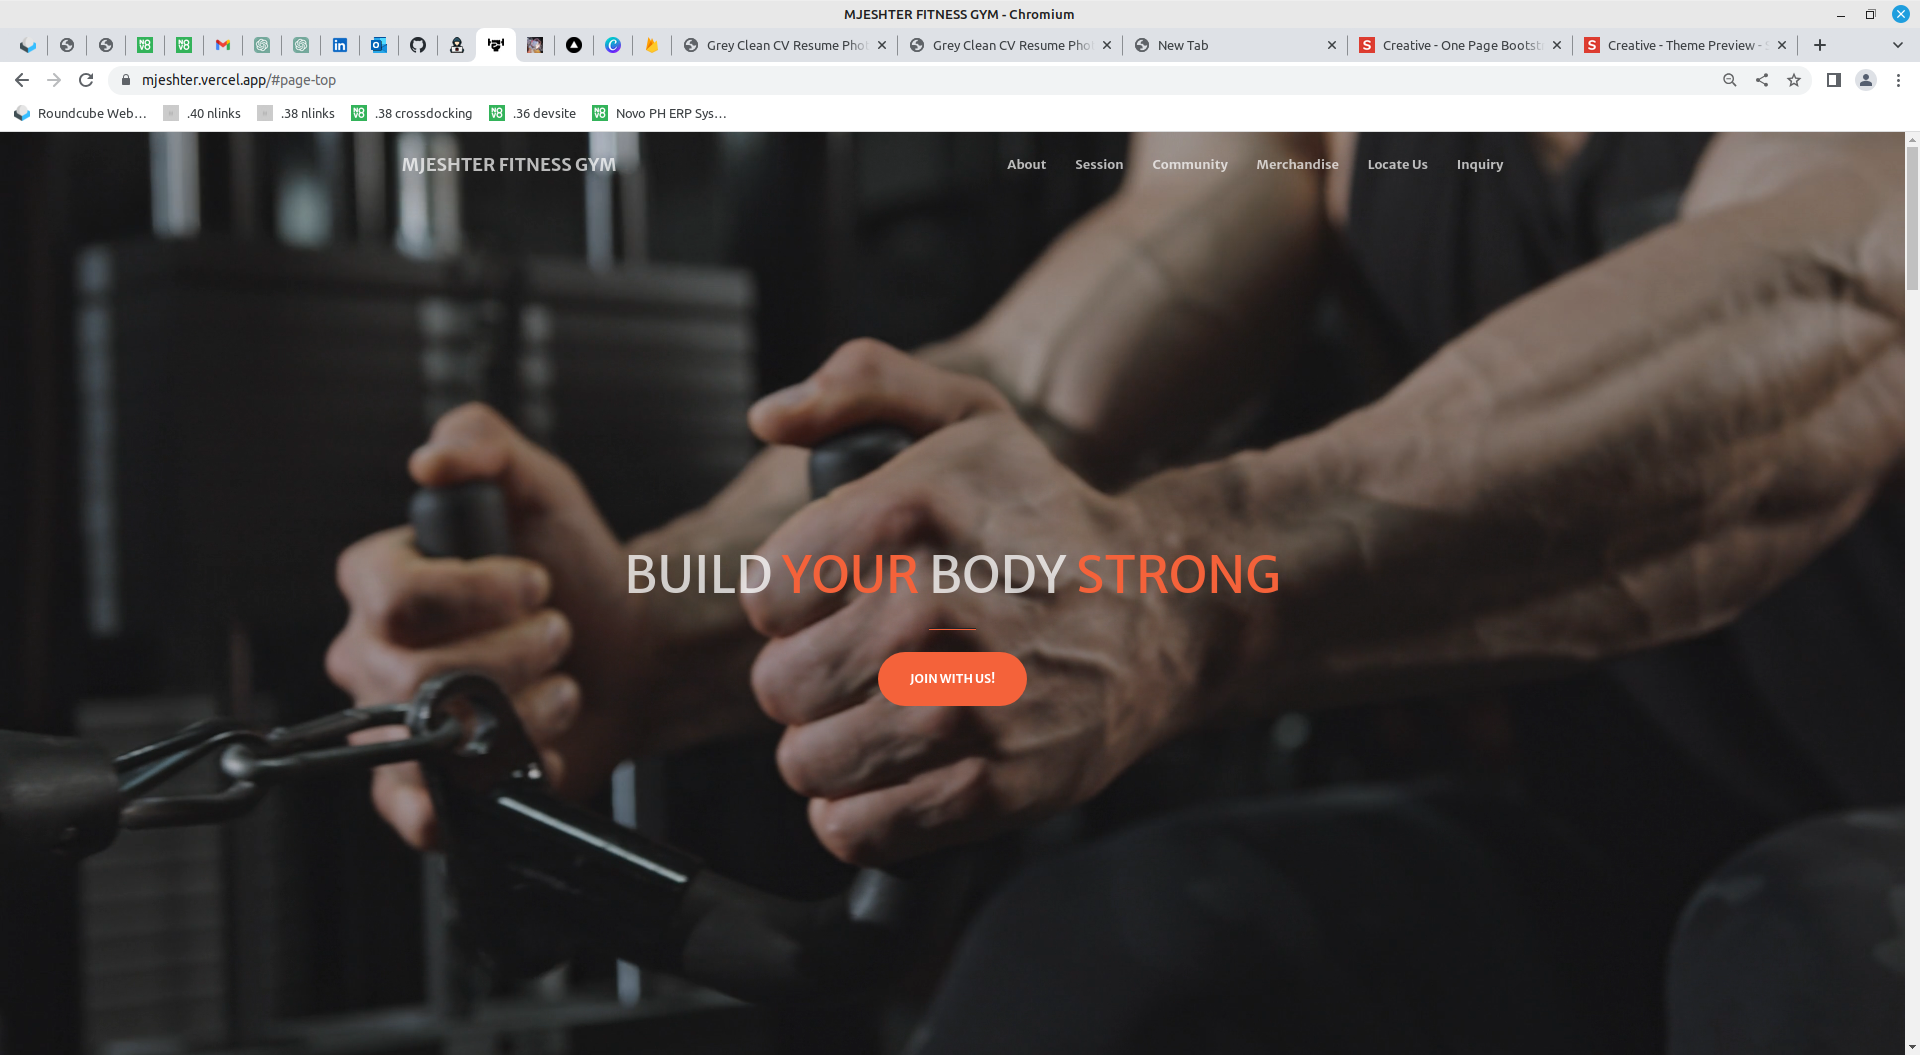 MJESHTER FITNESS GYM - Chromium
Grey Clean CV Resume Pho
Grey Clean CV Resume Pho
New Tab
Creative - One Page Bootst
Creative - Theme Preview -
mjeshter.vercel.app/#page-top
Roundcube Web...
.40 nlinks
.38 nlinks
.38 crossdocking
.36 devsite
Novo PH ERP Sys...
MJESHTER FITNESS GYM
About
Session
Community
Merchandise
Locate Us
Inquiry
BUILD YOUR BODY STRONG
JOIN WITH US!